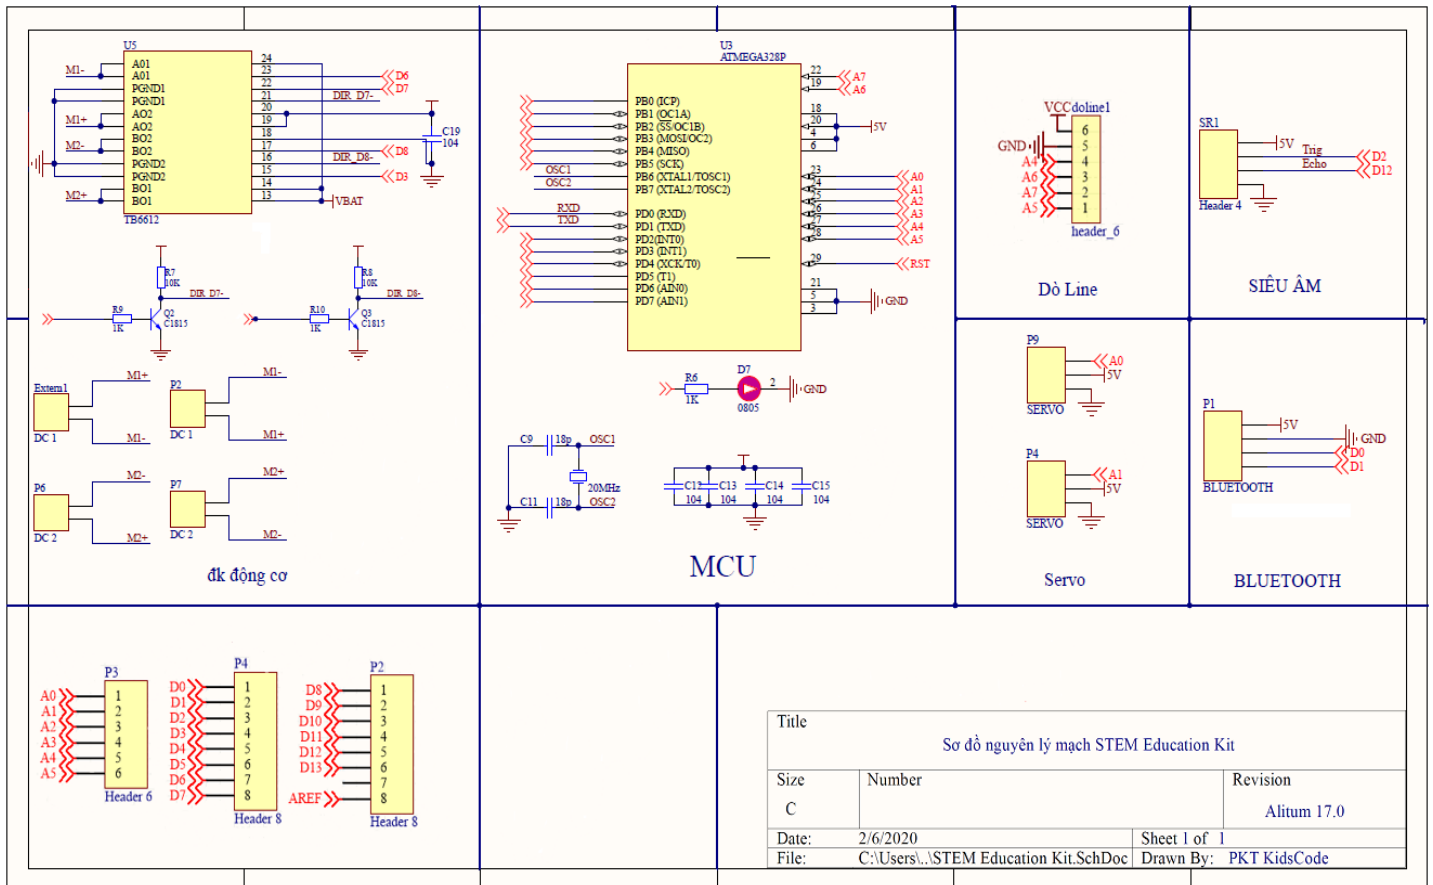 U5
TB6612
M1-
M1+
M2-
M2+
A01
A01
PGND1
PGND1
AO2
AO2
BO2
BO2
PGND2
PGND2
BO1
BO1
24
23
22
21
20
19
18
17
16
15
14
13
D6
D7
DIR_D7-
D8
DIR_D8-
D3
VBAT
C19
104
R7
10K
DIR_D7-
R9
1K
Q2
C1815
R8
10K
DIR_D8-
R10
1K
Q3
C1815
Extern1
DC 1
M1+
M1-
P2
DC 1
M1-
M1+
P6
DC 2
M2-
M2+
P7
DC 2
M2+
M2-
đk động cơ
U3
ATMEGA328P
PB0 (ICP)
PB1 (OC1A)
PB2 (SS/OC1B)
PB3 (MOSI/OC2)
PB4 (MISO)
PB5 (SCK)
PB6 (XTAL1/TOSC1)
PB7 (XTAL2/TOSC2)
PD0 (RXD)
PD1 (TXD)
PD2(INT0)
PD3 (INT1)
PD4 (XCK/T0)
PD5 (T1)
PD6 (AIN0)
PD7 (AIN1)
OSC1
OSC2
RXD
TXD
22
19
18
20
4
6
23
24
25
26
27
28
29
21
5
3
A7
A6
5V
A0
A1
A2
A3
A4
A5
RST
GND
R6
1K
D7
0805
2
GND
C9
18p
OSC1
20MHz
C11
18p
OSC2
C12
104
C13
104
C14
104
C15
104
MCU
VCC
doline1
GND
A4
A6
A7
A5
6
5
4
3
2
1
header_6
Dò Line
SR1
5V
Trig
Echo
D2
D12
Header 4
SIÊU ÂM
P9
A0
5V
SERVO
P4
A1
5V
SERVO
Servo
P1
5V
GND
D0
D1
BLUETOOTH
BLUETOOTH
P3
A0 1
A1 2
A2 3
A3 4
A4 5
A5 6
Header 6
P4
D0 1
D1 2
D2 3
D3 4
D4 5
D5 6
D6 7
D7 8
Header 8
P2
D8 1
D9 2
D10 3
D11 4
D12 5
D13 6
7
AREF 8
Header 8
Title
Sơ đồ nguyên lý mạch STEM Education Kit
Size Number Revision
C Alitum 17.0
Date: 2/6/2020 Sheet 1 of 1
File: C:\Users\..\STEM Education Kit.SchDoc Drawn By: PKT KidsCode